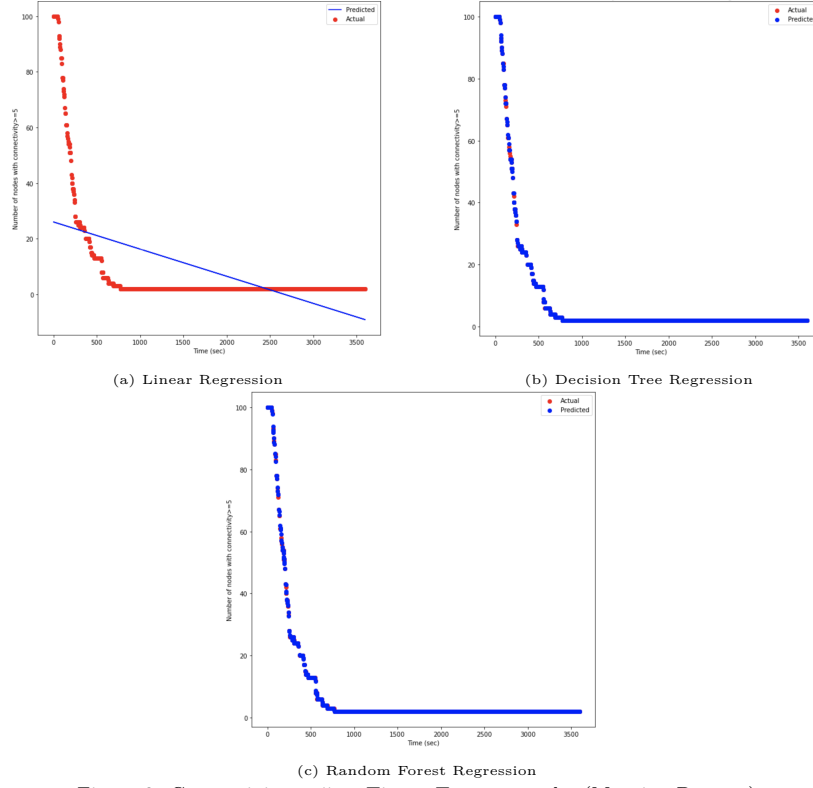 Predicted
Actual
Number of nodes with connectivity>=5
100
80
60
40
20
0
0 500 1000 1500 2000 2500 3000 3500
Time (sec)
(a) Linear Regression
Actual
Predicted
Number of nodes with connectivity>=5
100
80
60
40
20
0
0 500 1000 1500 2000 2500 3000 3500
Time (sec)
(b) Decision Tree Regression
Actual
Predicted
Number of nodes with connectivity>=5
100
80
60
40
20
0
0 500 1000 1500 2000 2500 3000 3500
Time (sec)
(c) Random Forest Regression